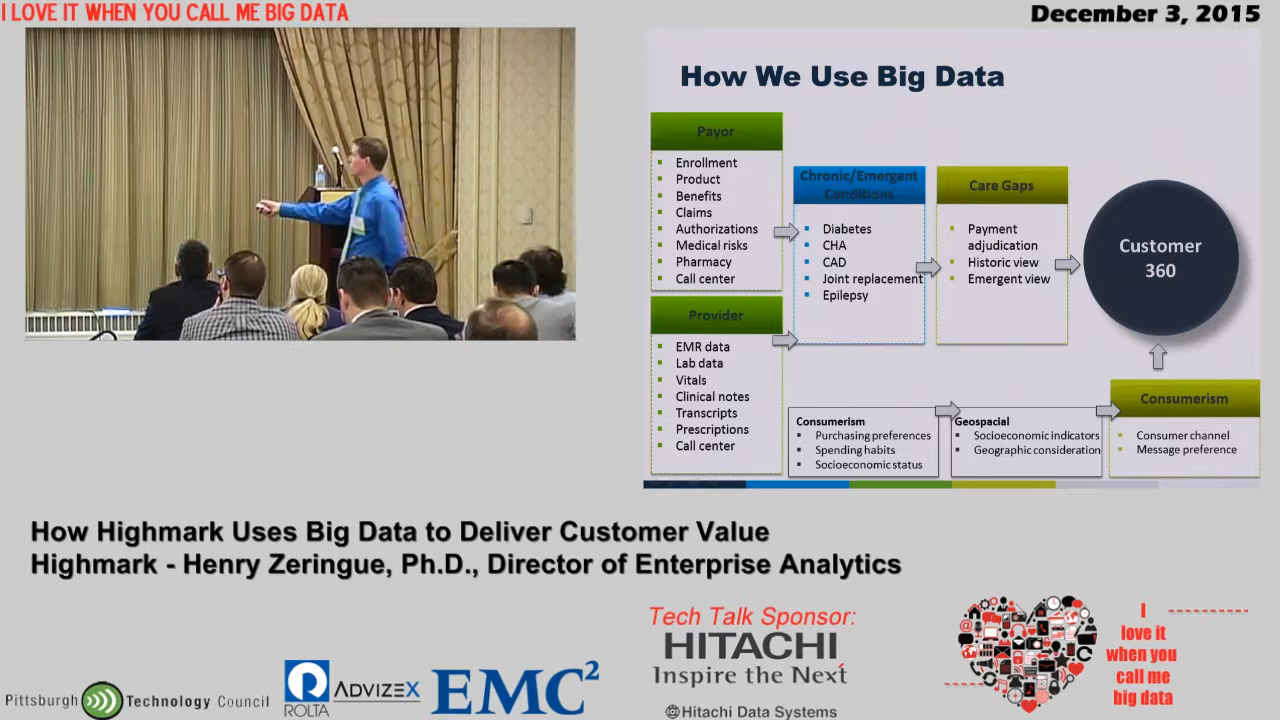 I LOVE IT WHEN YOU CALL ME BIG DATA
December 3, 2015
How We Use Big Data
Payor
Enrollment
Product
Benefits
Claims
Authorizations
Medical risks
Pharmacy
Call center
Provider
EMR data
Lab data
Vitals
Clinical notes
Transcripts
Prescriptions
Call center
Chronic/Emergent
Conditions
Diabetes
CHA
CAD
Joint replacement
Epilepsy
Care Gaps
Payment
adjudication
Historic view
Emergent view
Customer
360
Consumerism
Purchasing preferences
Spending habits
Socioeconomic status
Geospacial
Socioeconomic indicators
Geographic consideration
Consumerism
Consumer channel
Message preference
How Highmark Uses Big Data to Deliver Customer Value
Highmark - Henry Zeringue, Ph.D., Director of Enterprise Analytics
Pittsburgh Technology Council
ROLTA
ADVIZEX
EMC²
Tech Talk Sponsor:
HITACHI
Inspire the Next
@Hitachi Data Systems
I
love it
when you
call me
big data